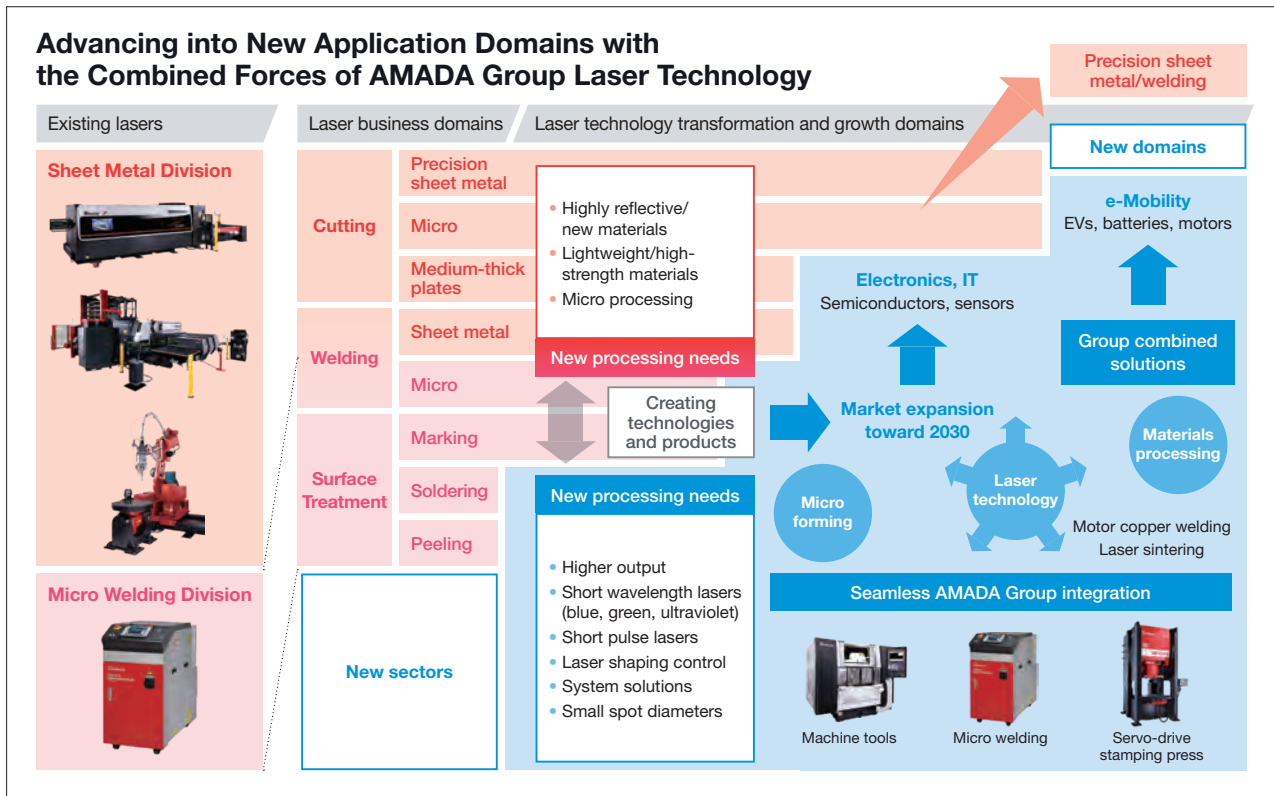 Advancing into New Application Domains with
the Combined Forces of AMADA Group Laser Technology
Precision sheet
metal/welding
Existing lasers
Laser business domains
Laser technology transformation and growth domains
New domains
Sheet Metal Division
Micro Welding Division
Cutting
Precision
sheet metal
Micro
Medium-thick
plates
Welding
Sheet metal
Micro
Surface
Treatment
Marking
Soldering
Peeling
New sectors
• Highly reflective/
new materials
• Lightweight/high-
strength materials
• Micro processing
New processing needs
Creating
technologies
and products
New processing needs
• Higher output
• Short wavelength lasers
(blue, green, ultraviolet)
• Short pulse lasers
• Laser shaping control
• System solutions
• Small spot diameters
e-Mobility
EVs, batteries, motors
Electronics, IT
Semiconductors, sensors
Group combined
solutions
Market expansion
toward 2030
Materials
processing
Micro
forming
Laser
technology
Motor copper welding
Laser sintering
Seamless AMADA Group integration
Machine tools
Micro welding
Servo-drive
stamping press